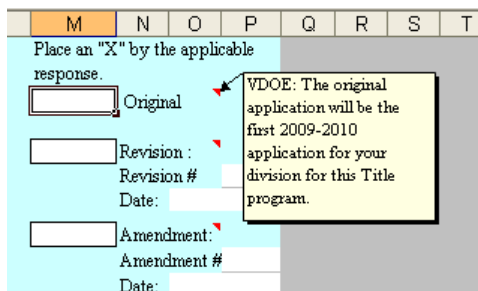 M N O P Q R S T
Place an "X" by the applicable
response.
Original
VDOE: The original
application will be the
first 2009-2010
application for your
division for this Title
program.
Revision :
Revision #
Date:
Amendment:
Amendment #
Date: